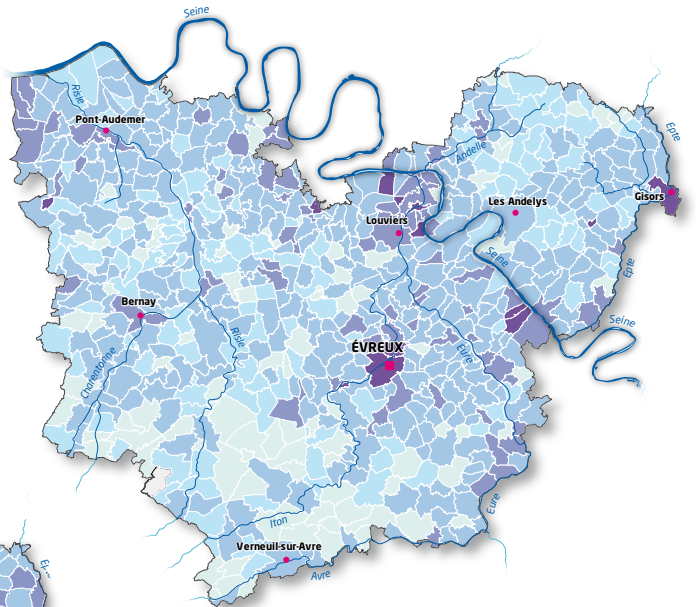 Seine
Risle
Pont-Audemer
Epte
Andelle
Gisors
Les Andelys
Louviers
Seine
Epte
Bernay
Seine
Risle
ÉVREUX
Eure
Charentonne
Eure
Iton
Verneuil-sur-Avre
Avre